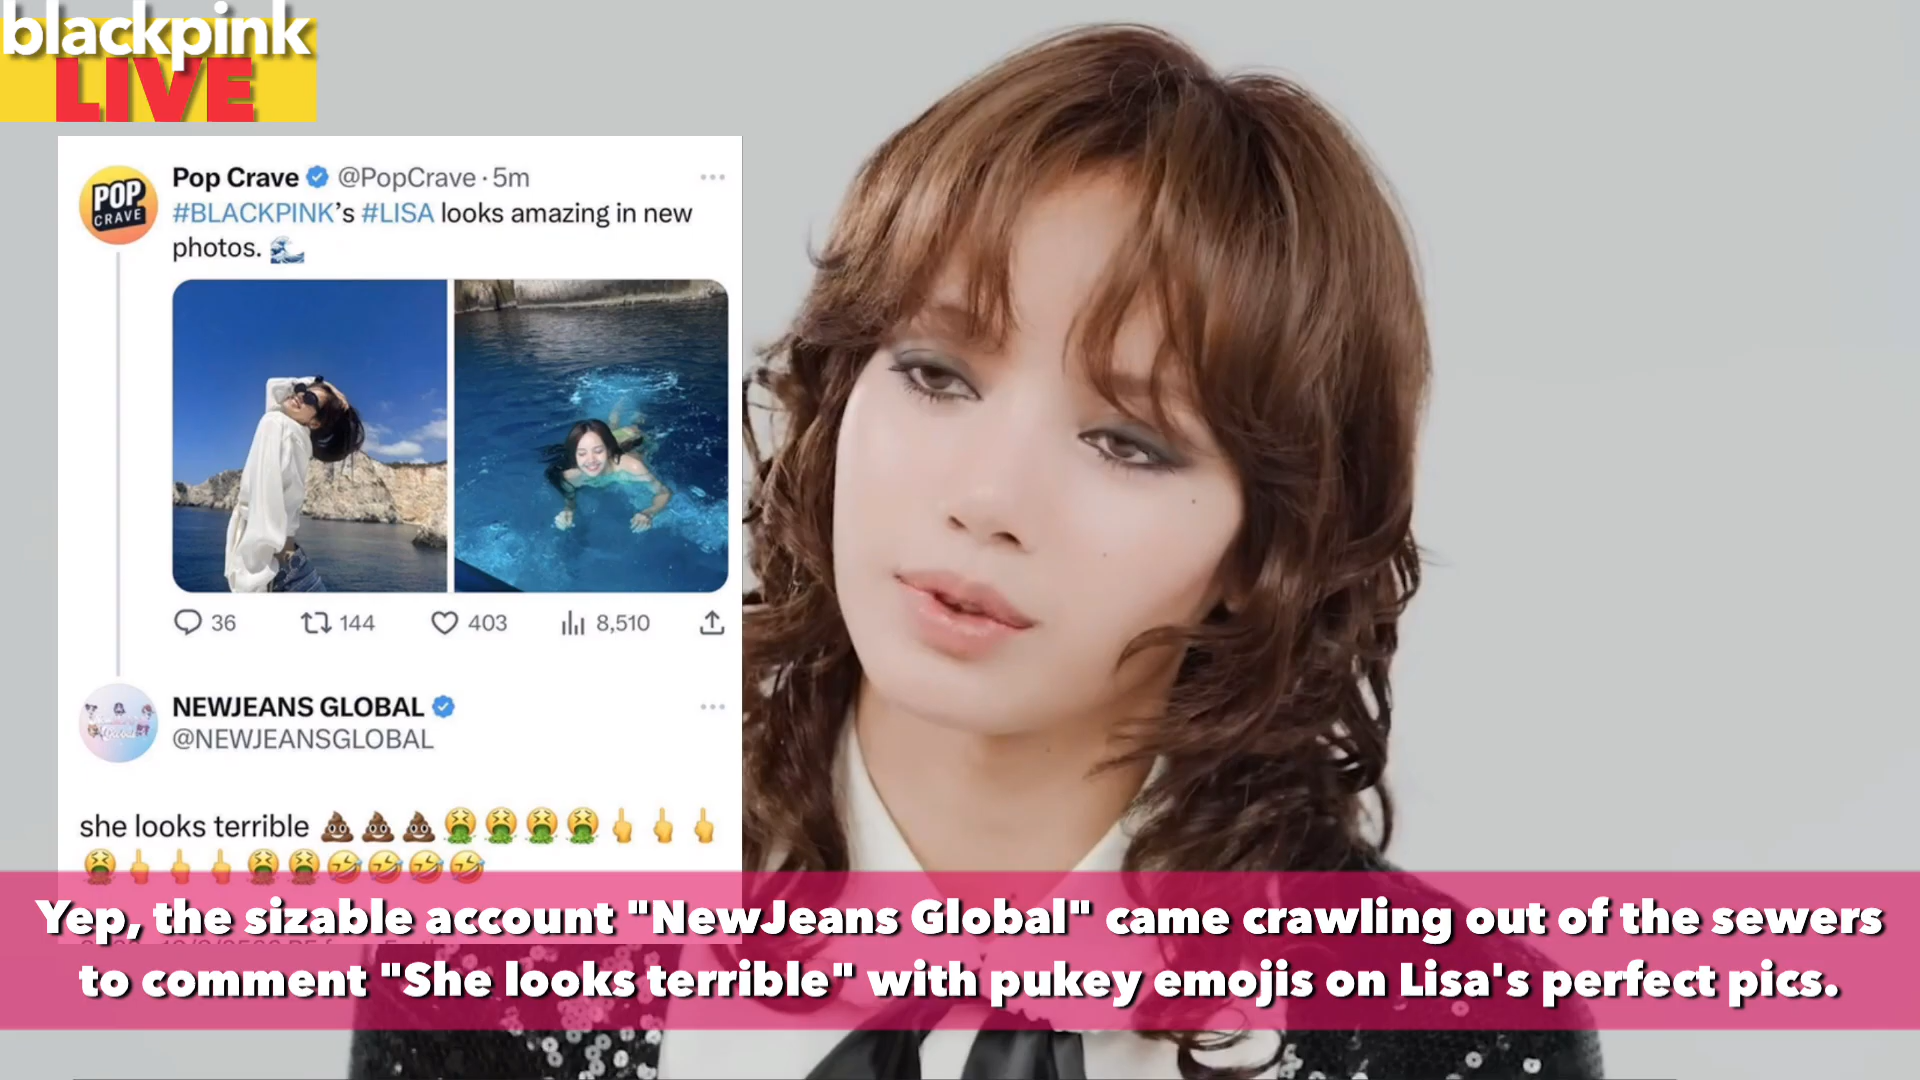 blackpink
LIVE
POP
CRAVE
Pop Crave @PopCrave · 5m
#BLACKPINK's #LISA looks amazing in new
photos. 🌊
36 144 403 8,510
NEWJEANS GLOBAL
@NEWJEANSGLOBAL
she looks terrible 💩💩💩🤮🤮🤮🤮🖕🖕🖕
🤮🖕🖕🖕🤮🤮🤣🤣🤣🤣
Yep, the sizable account "NewJeans Global" came crawling out of the sewers
to comment "She looks terrible" with pukey emojis on Lisa's perfect pics.